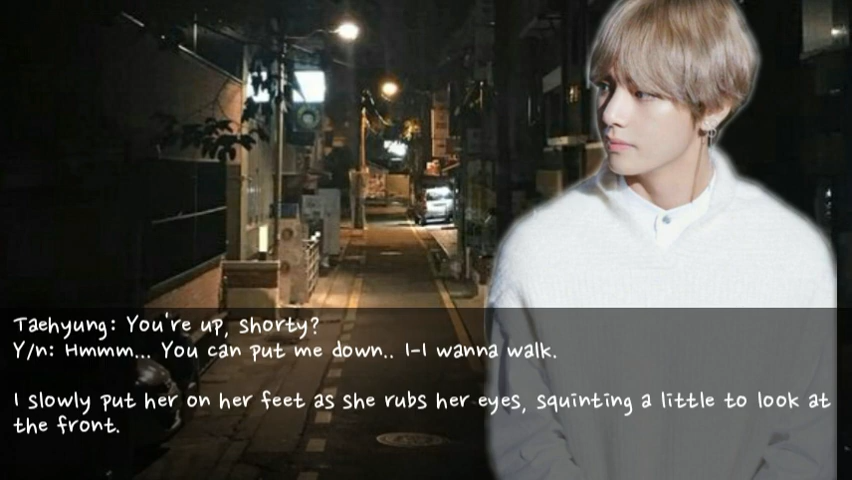 Taehyung: You're up, shorty?
Y/n: Hmmm... You can put me down.. I-I wanna walk.
I slowly put her on her feet as she rubs her eyes, squinting a little to look at
the front.